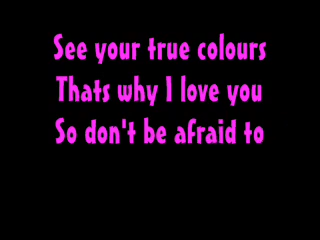 See your true colours
Thats why I love you
So don't be afraid to